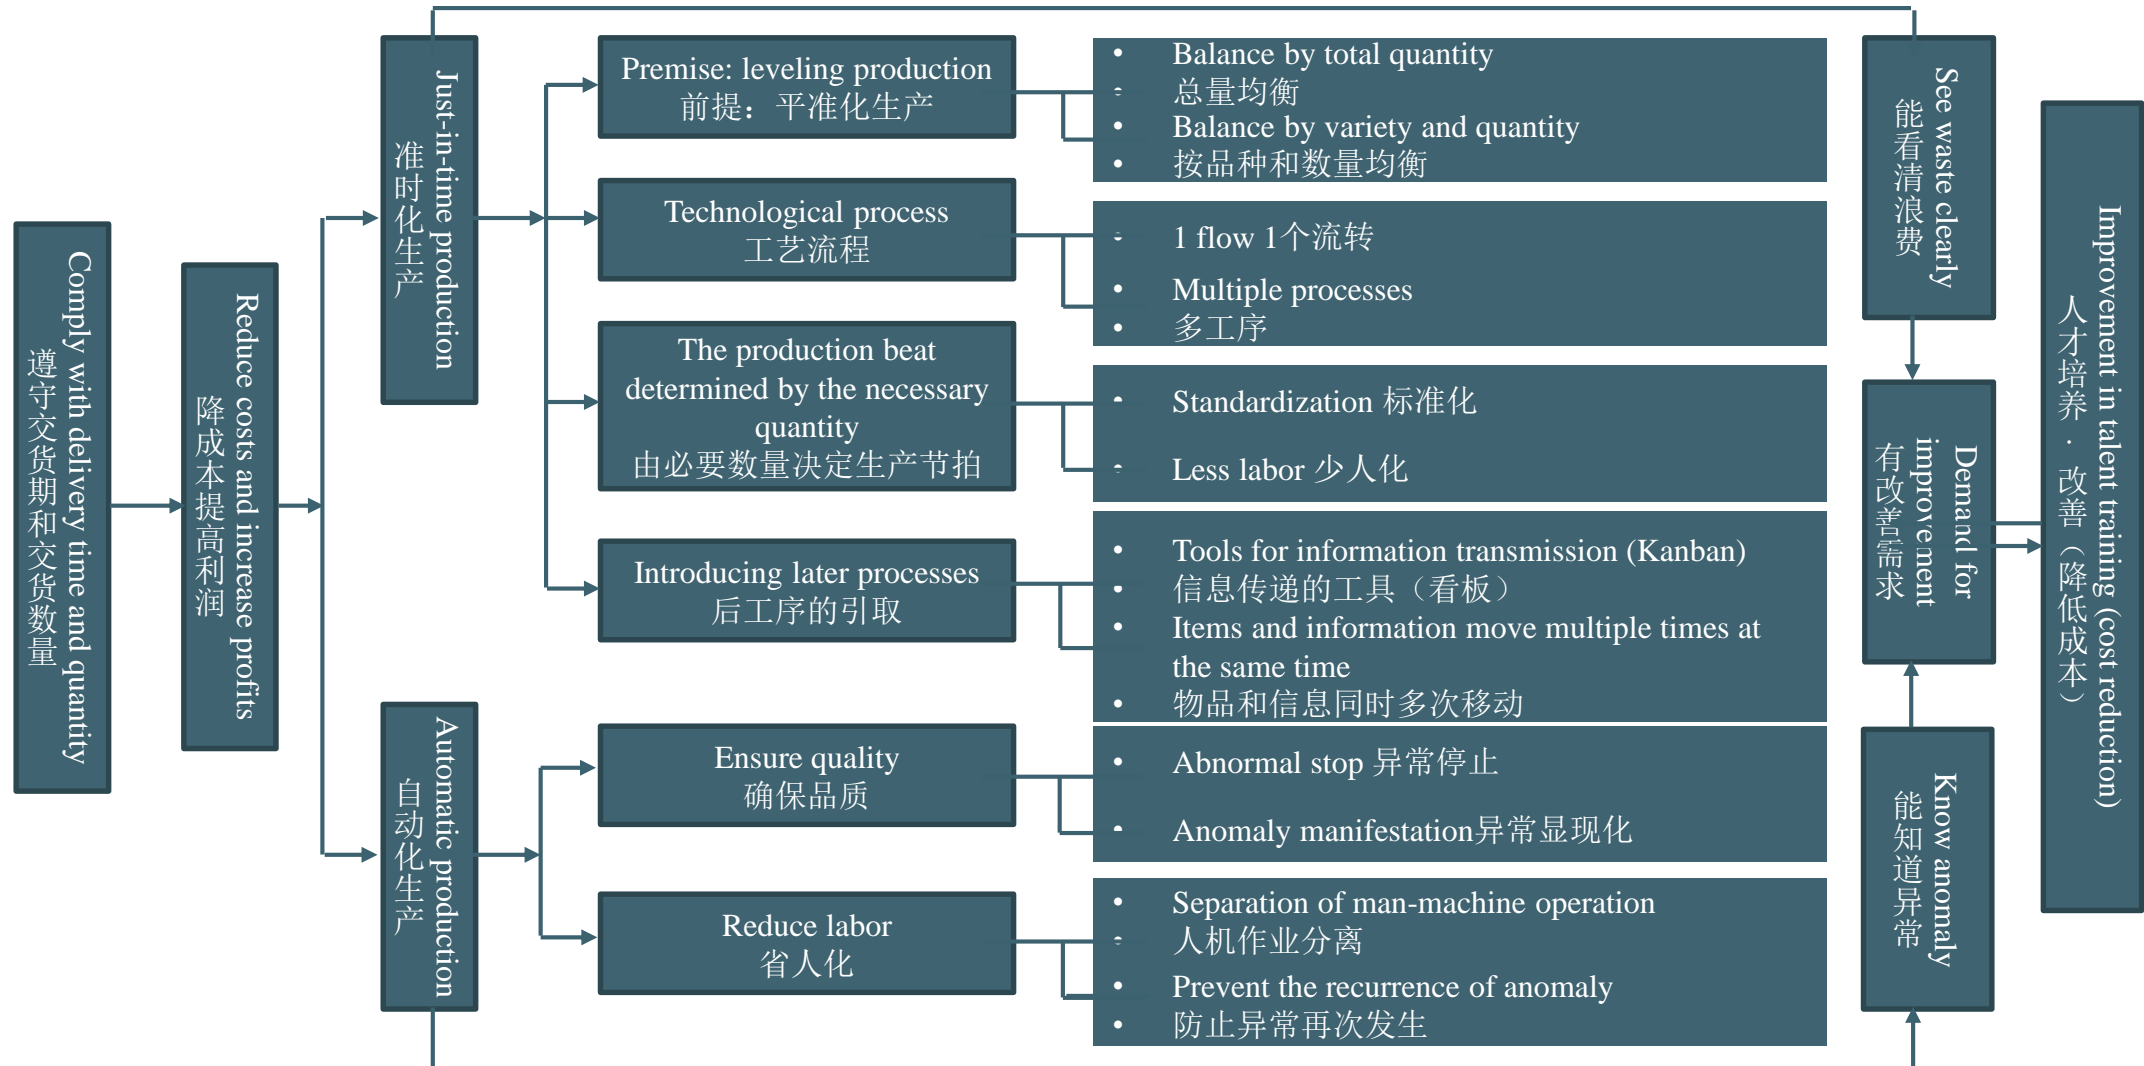 Comply with delivery time and quantity
遵守交货期和交货数量
Reduce costs and increase profits
降成本提高利润
Just-in-time production
准时化生产
Premise: leveling production
前提：平准化生产
• Balance by total quantity
• 总量均衡
• Balance by variety and quantity
• 按品种和数量均衡
Technological process
工艺流程
• 1 flow 1个流转
• Multiple processes
• 多工序
The production beat
determined by the necessary
quantity
由必要数量决定生产节拍
• Standardization 标准化
• Less labor 少人化
Introducing later processes
后工序的引取
• Tools for information transmission (Kanban)
• 信息传递的工具（看板）
• Items and information move multiple times at
the same time
• 物品和信息同时多次移动
Automatic production
自动化生产
Ensure quality
确保品质
• Abnormal stop 异常停止
• Anomaly manifestation异常显现化
Reduce labor
省人化
• Separation of man-machine operation
• 人机作业分离
• Prevent the recurrence of anomaly
• 防止异常再次发生
See waste clearly
能看清浪费
Demand for
improvement
有改善需求
Know anomaly
能知道异常
Improvement in talent training (cost reduction)
人才培养．改善（降低成本）